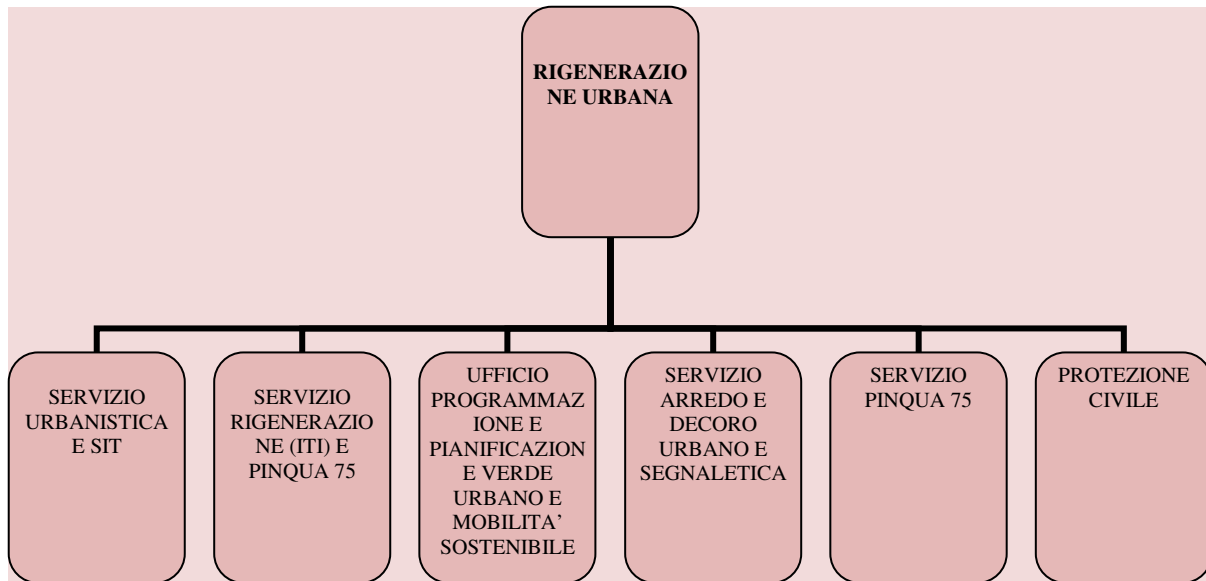 RIGENERAZIO
NE URBANA
SERVIZIO
URBANISTICA
E SIT
SERVIZIO
RIGENERAZIO
NE (ITI) E
PINQUA 75
UFFICIO
PROGRAMMAZ
IONE E
PIANIFICAZION
E VERDE
URBANO E
MOBILITA’
SOSTENIBILE
SERVIZIO
ARREDO E
DECORO
URBANO E
SEGNALETICA
SERVIZIO
PINQUA 75
PROTEZIONE
CIVILE